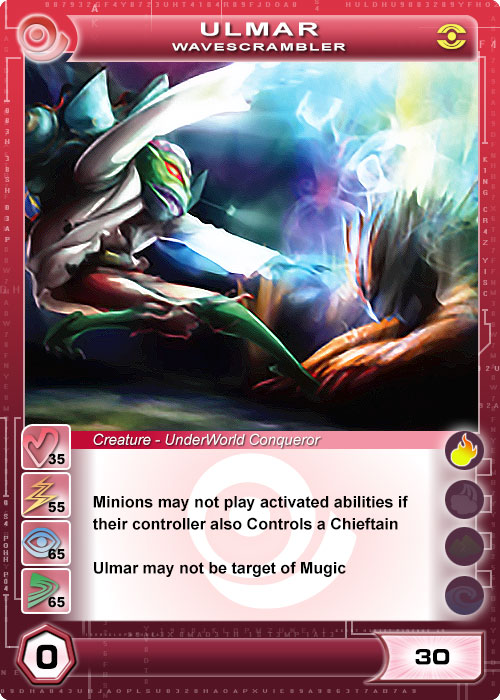 ULMAR
WAVESCRAMBLER
Creature - UnderWorld Conqueror
35
55
65
65
Minions may not play activated abilities if
their controller also Controls a Chieftain
Ulmar may not be target of Mugic
0
30